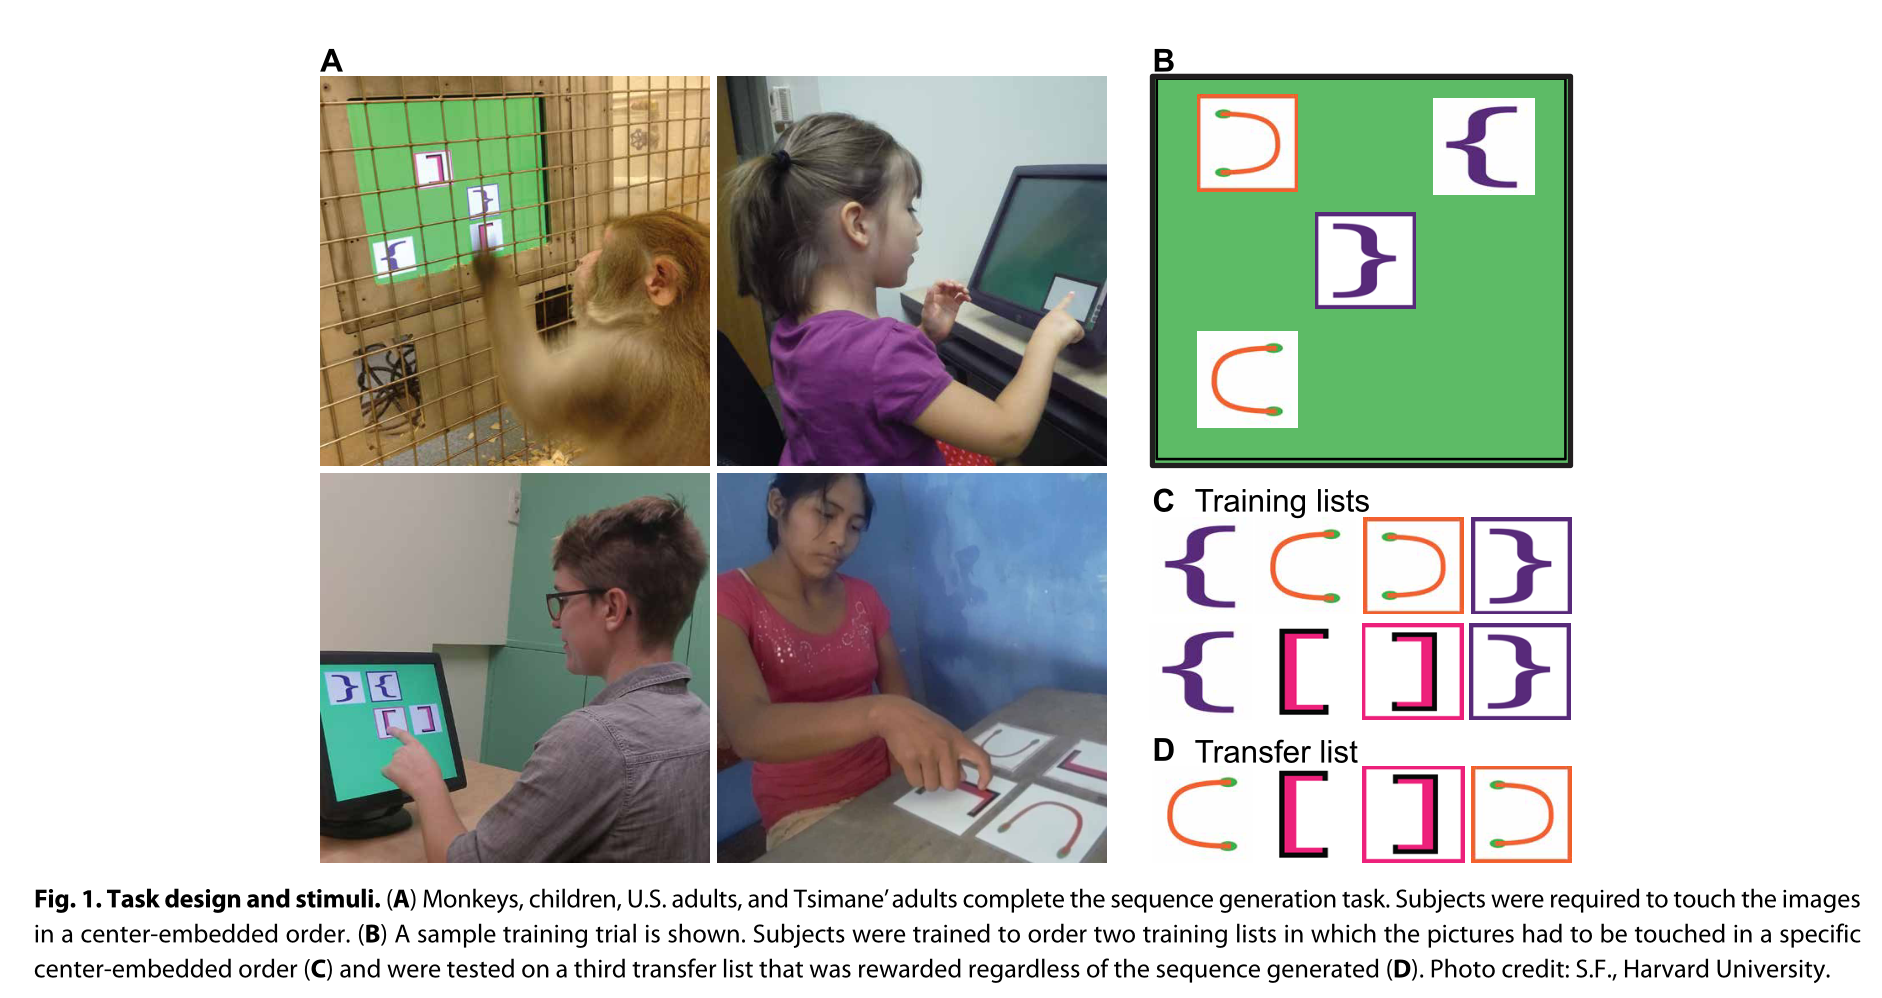 A
B
C Training lists
D Transfer list
Fig. 1. Task design and stimuli. (A) Monkeys, children, U.S. adults, and Tsimane’ adults complete the sequence generation task. Subjects were required to touch the images
in a center-embedded order. (B) A sample training trial is shown. Subjects were trained to order two training lists in which the pictures had to be touched in a specific
center-embedded order (C) and were tested on a third transfer list that was rewarded regardless of the sequence generated (D). Photo credit: S.F., Harvard University.